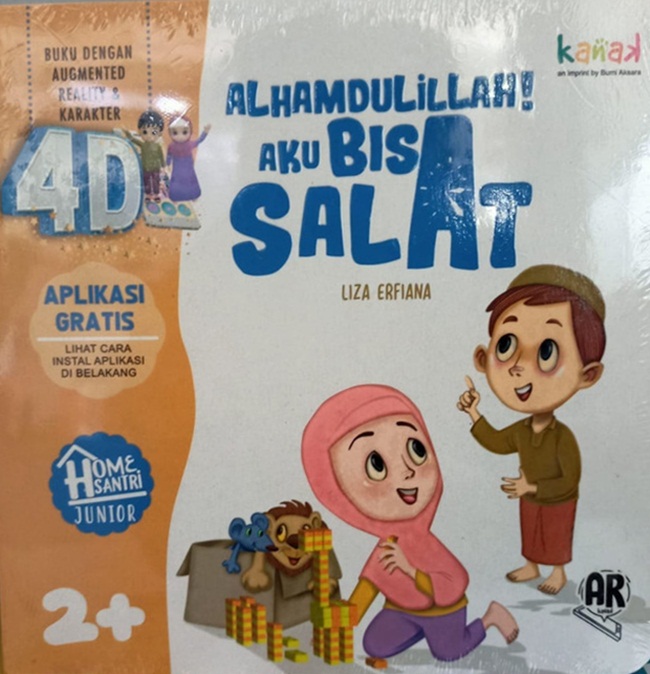 BUKU DENGAN
AUGMENTED
REALITY &
KARAKTER
4D
APLIKASI
GRATIS
LIHAT CARA
INSTAL APLIKASI
DI BELAKANG
HOME
SANTRI
JUNIOR
2+
kanak
an imprint by Bumi Aksara
ALHAMDULiLLAH!
AKU BISA
SALAT
LIZA ERFIANA
AR